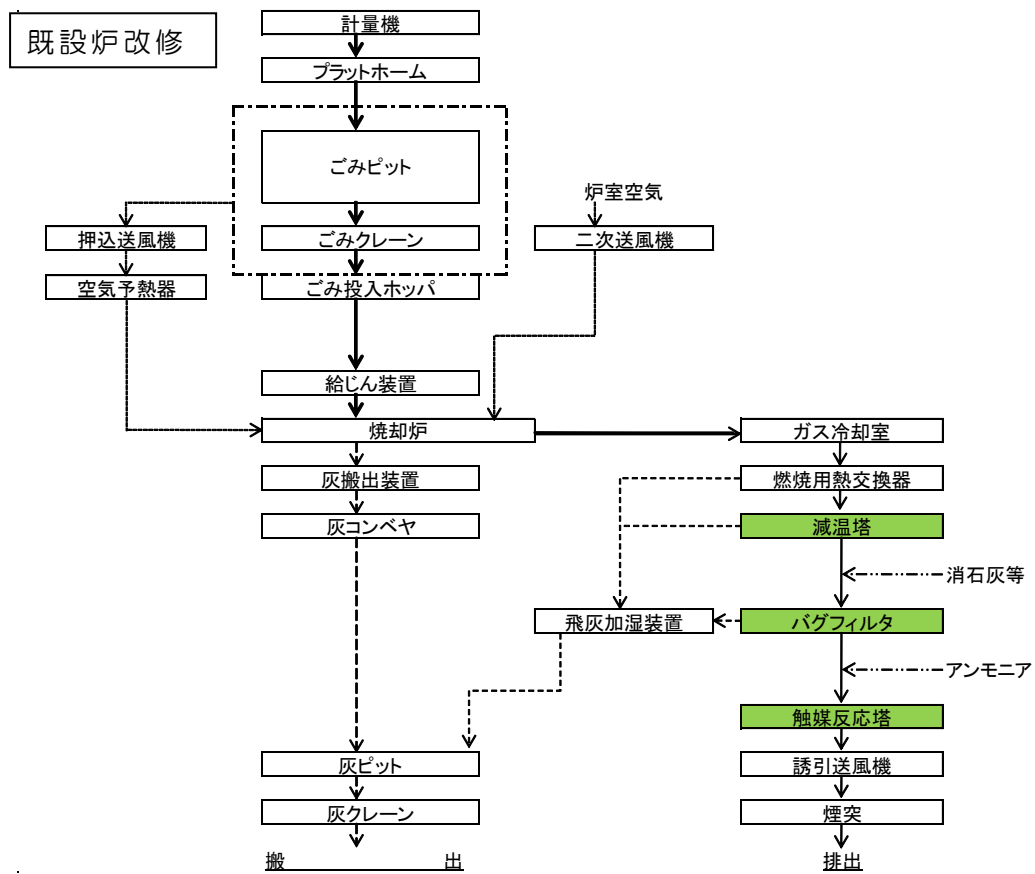 既設炉改修
計量機
プラットホーム
ごみピット
炉室空気
押込送風機
ごみクレーン
二次送風機
空気予熱器
ごみ投入ホッパ
給じん装置
焼却炉
ガス冷却室
灰搬出装置
燃焼用熱交換器
灰コンベヤ
減温塔
消石灰等
飛灰加湿装置
バグフィルタ
アンモニア
触媒反応塔
灰ピット
誘引送風機
灰クレーン
煙突
搬出
排出